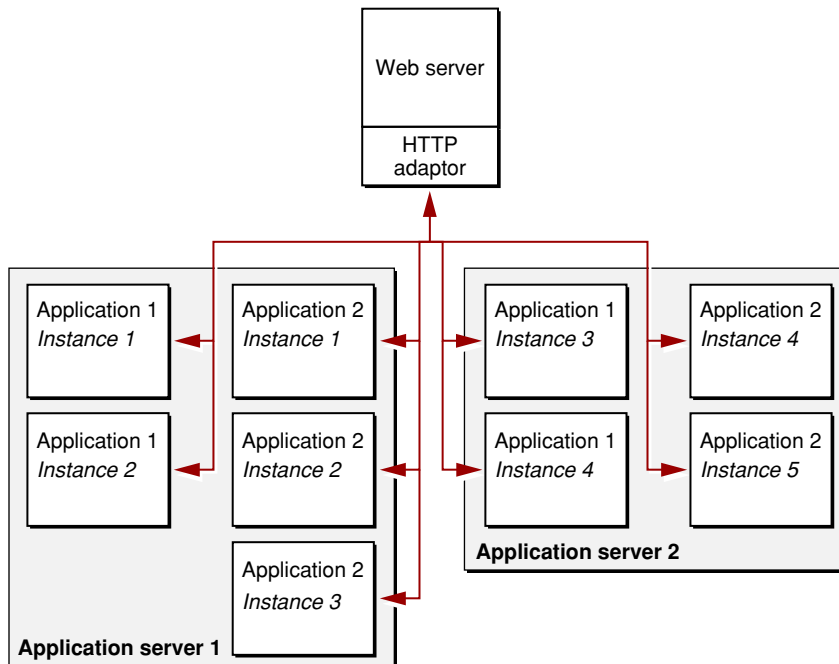 Web server
HTTP
adaptor
Application 1
Instance 1
Application 2
Instance 1
Application 1
Instance 2
Application 2
Instance 2
Application 2
Instance 3
Application server 1
Application 1
Instance 3
Application 2
Instance 4
Application 1
Instance 4
Application 2
Instance 5
Application server 2